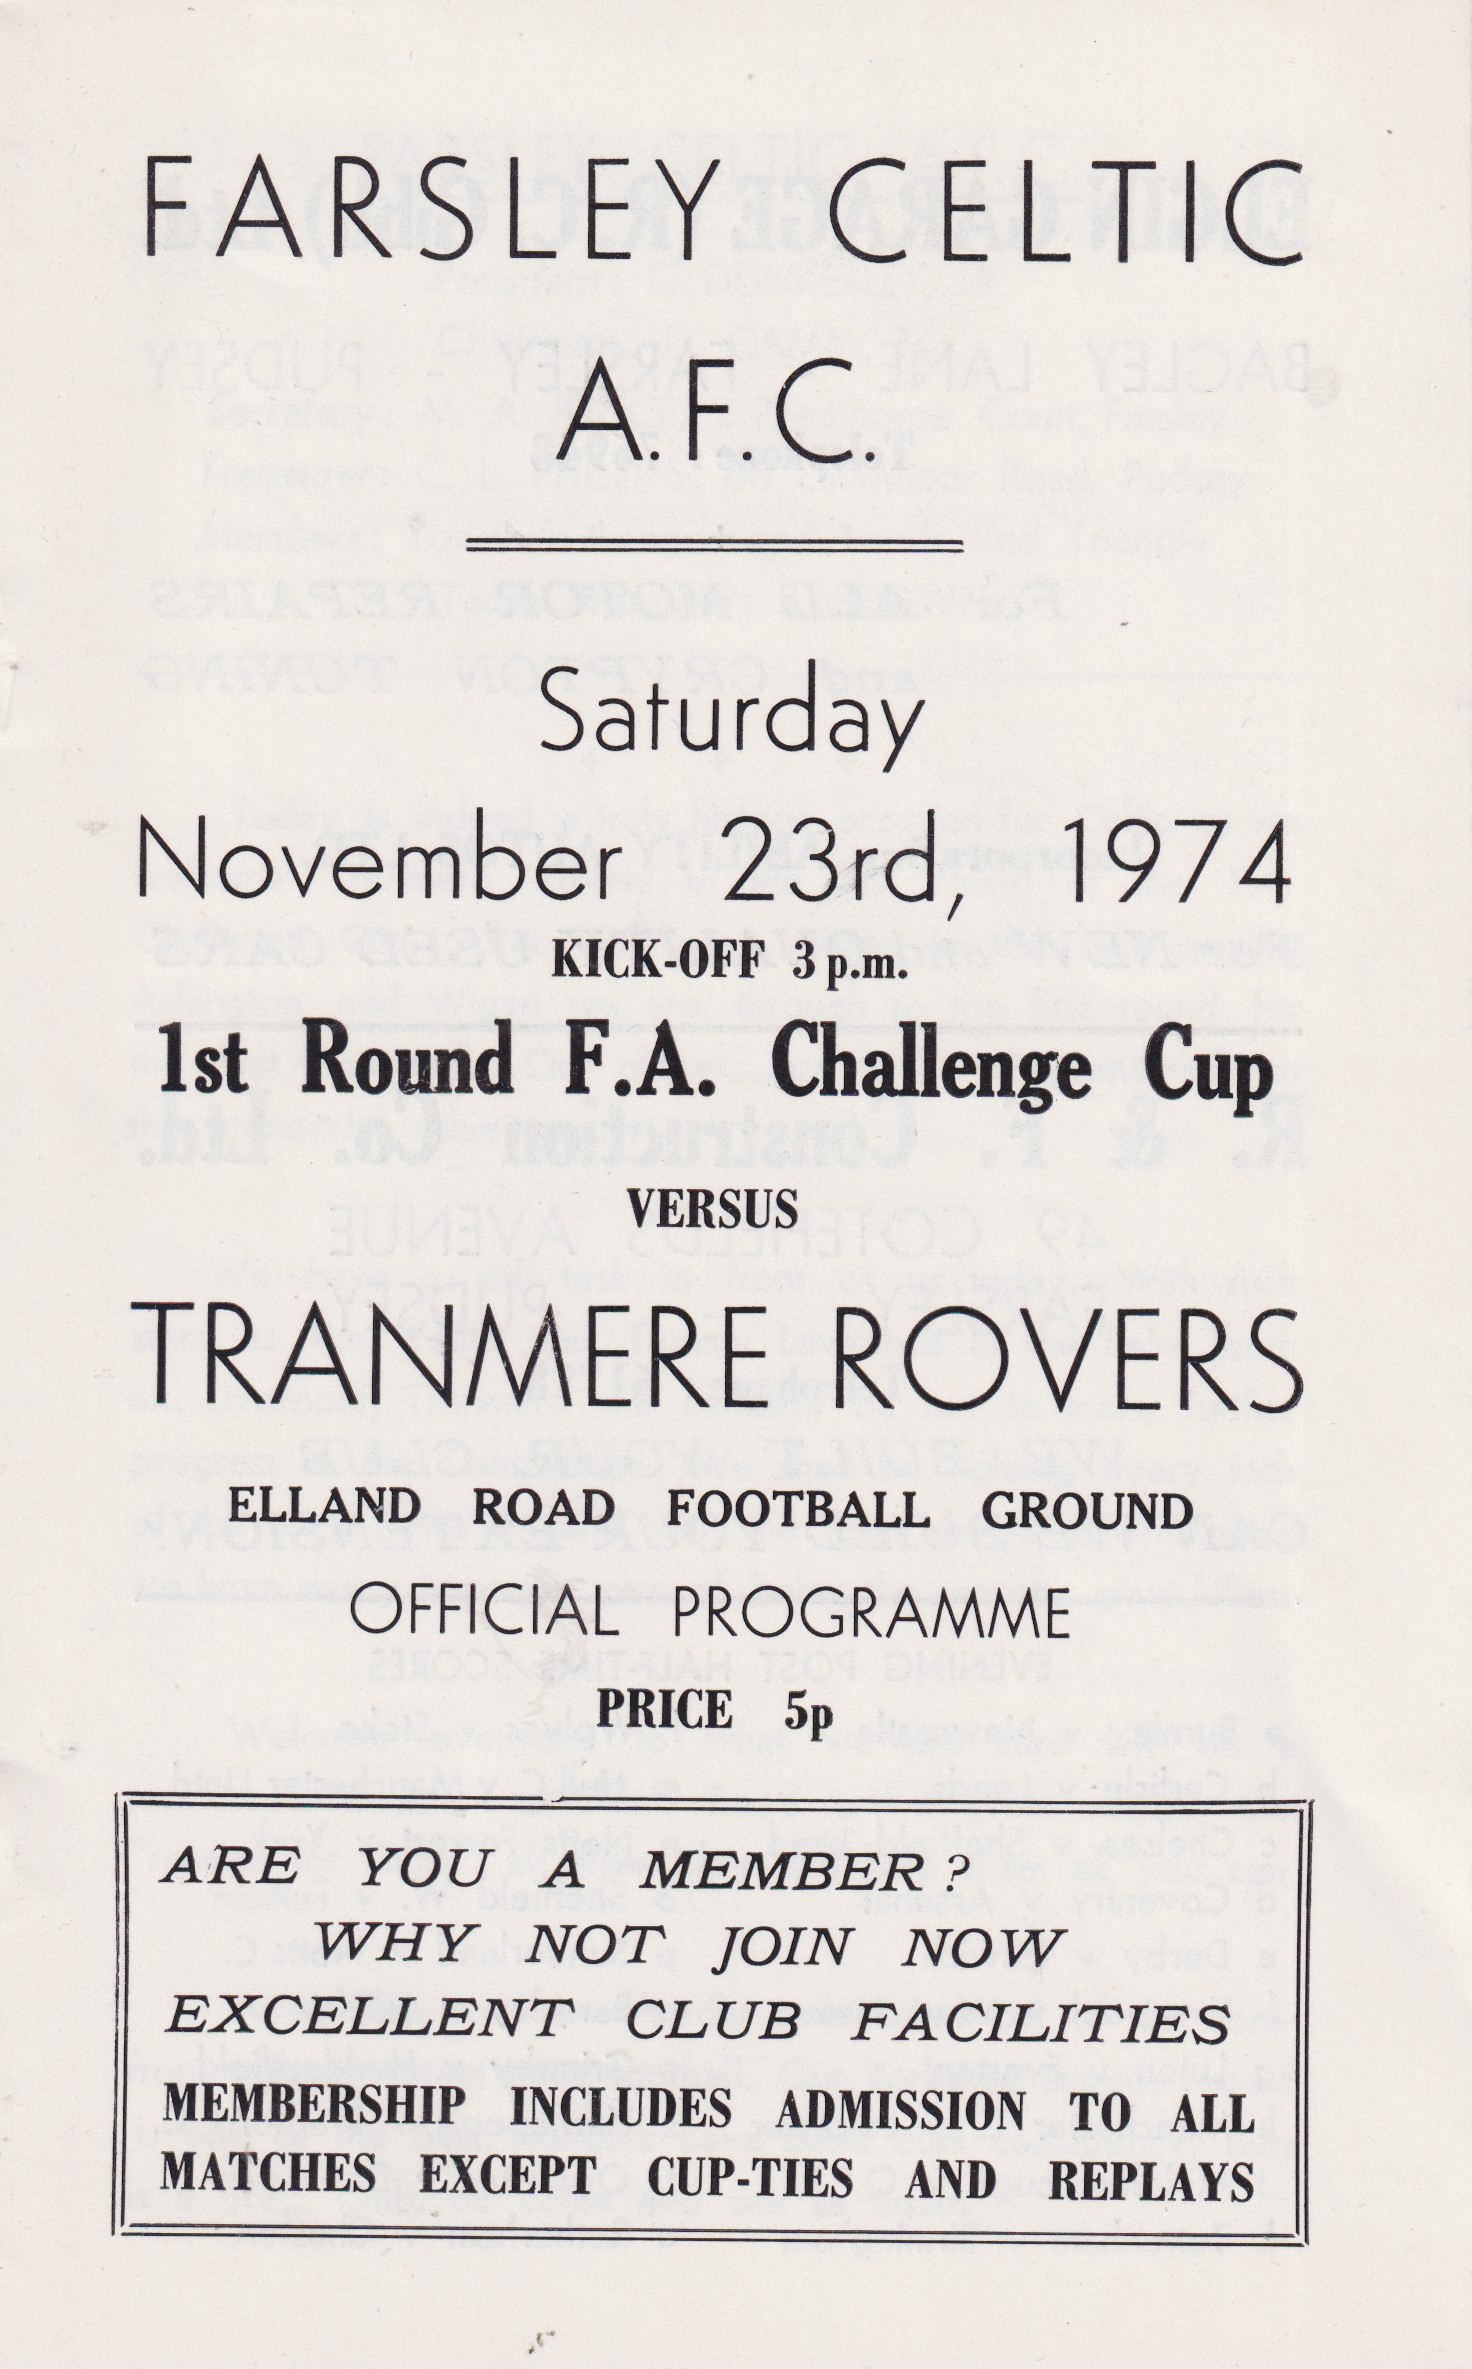 FARSLEY CELTIC
A.F.C.
Saturday
November 23rd, 1974
KICK-OFF 3 p.m.
1st Round F.A. Challenge Cup
VERSUS
TRANMERE ROVERS
ELLAND ROAD FOOTBALL GROUND
OFFICIAL PROGRAMME
PRICE 5p
ARE YOU A MEMBER ?
WHY NOT JOIN NOW
EXCELLENT CLUB FACILITIES
MEMBERSHIP INCLUDES ADMISSION TO ALL
MATCHES EXCEPT CUP-TIES AND REPLAYS